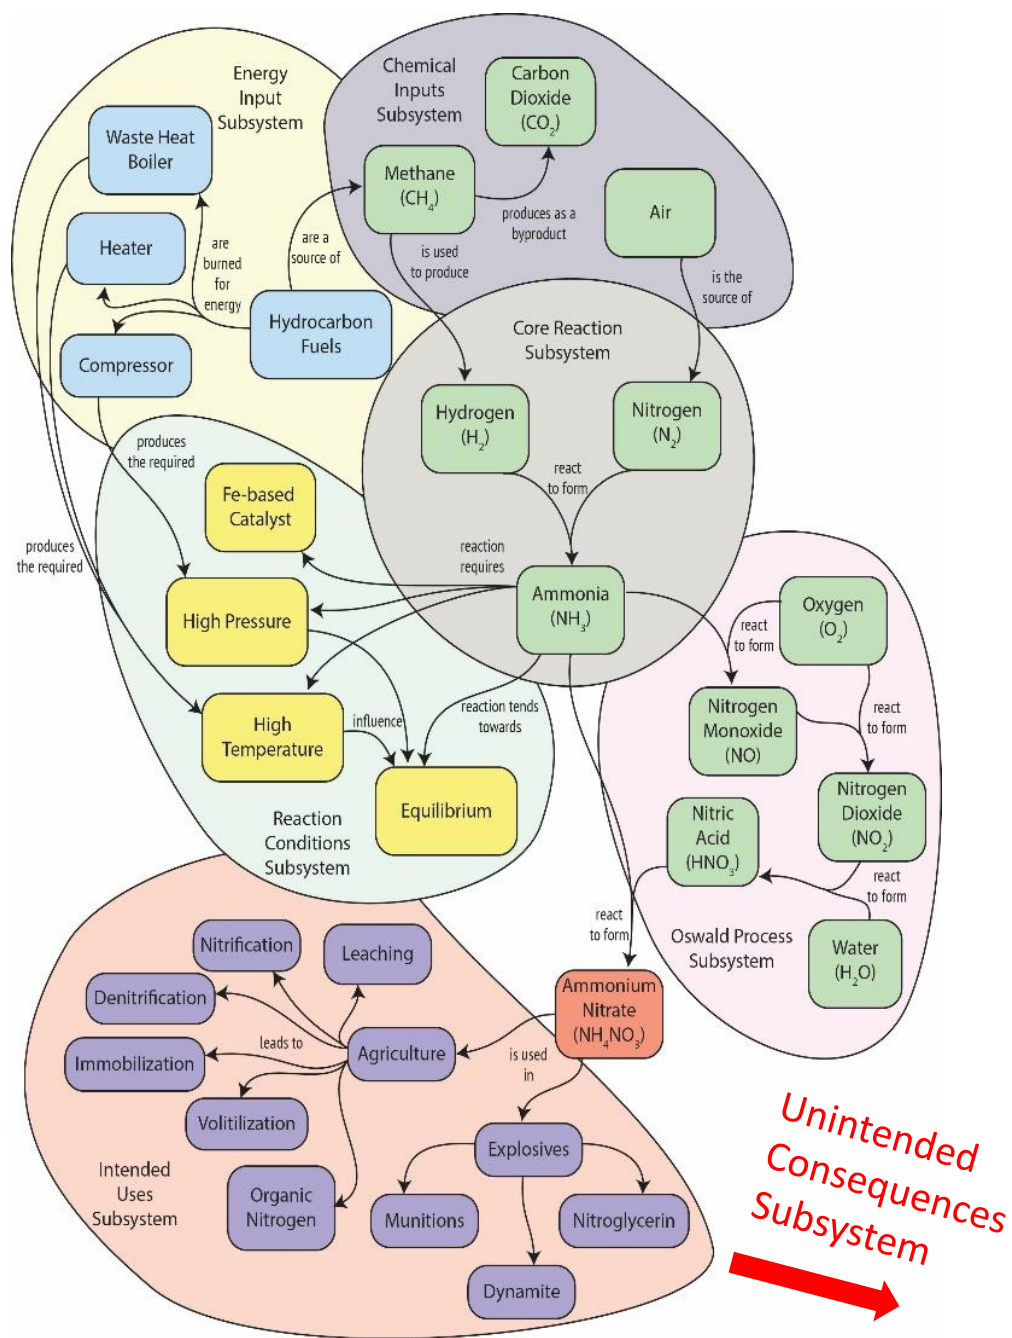 Energy
Input
Subsystem
Chemical
Inputs
Subsystem
Carbon
Dioxide
(CO₂)
Waste Heat
Boiler
Methane
(CH₄)
Air
produces as a
byproduct
Heater
are
burned
for
energy
are a
source of
is used
to produce
is the
source of
Hydrocarbon
Fuels
Compressor
Core Reaction
Subsystem
Hydrogen
(H₂)
Nitrogen
(N₂)
react
to form
produces
the required
Fe-based
Catalyst
produces
the required
reaction
requires
High Pressure
Ammonia
(NH₃)
Oxygen
(O₂)
react
to form
High
Temperature
influence
reaction tends
towards
Nitrogen
Monoxide
(NO)
react
to form
Equilibrium
Reaction
Conditions
Subsystem
Nitric
Acid
(HNO₃)
Nitrogen
Dioxide
(NO₂)
react
to form
Oswald Process
Subsystem
Water
(H₂O)
react
to form
Nitrification
Leaching
Denitrification
Ammonium
Nitrate
(NH₄NO₃)
leads to
Agriculture
Immobilization
is used
in
Volitilization
Explosives
Intended
Uses
Subsystem
Organic
Nitrogen
Munitions
Nitroglycerin
Dynamite
Unintended
Consequences
Subsystem